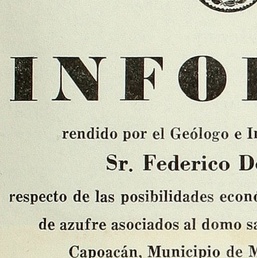 INFO
rendido por el Geólogo e
Sr. Federico
respecto de las posibilidades
de azufre asociados al domo
Capoacán, Municipio de